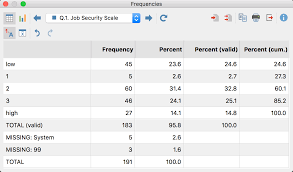 Frequencies
Q.1. Job Security Scale
Frequency Percent Percent (valid) Percent (cum.)
low 45 23.6 24.6 24.6
1 5 2.6 2.7 27.3
2 60 31.4 32.8 60.1
3 46 24.1 25.1 85.2
high 27 14.1 14.8 100.0
TOTAL (valid) 183 95.8 100.0
MISSING: System 5 2.6
MISSING: 99 3 1.6
TOTAL 191 100.0